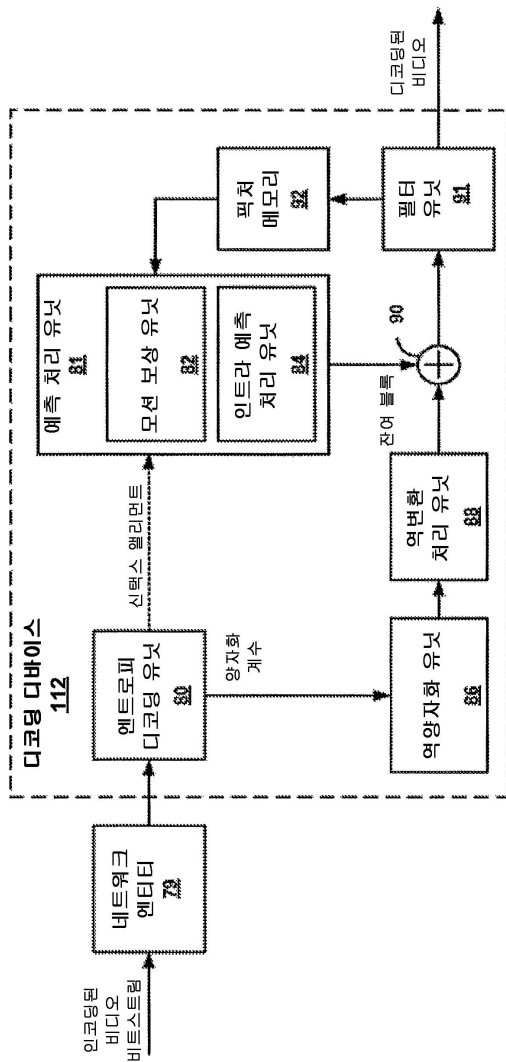 인코딩된
비디오
비트스트림
네트워크
엔티티
79
디코딩 디바이스
112
엔트로피
디코딩 유닛
80
신택스 앨리먼트
양자화
계수
예측 처리 유닛
81
모션 보상 유닛
82
인트라 예측
처리 유닛
84
픽처
메모리
92
역양자화 유닛
86
역변환
처리 유닛
88
잔여 블록
90
필터
유닛
91
디코딩된
비디오